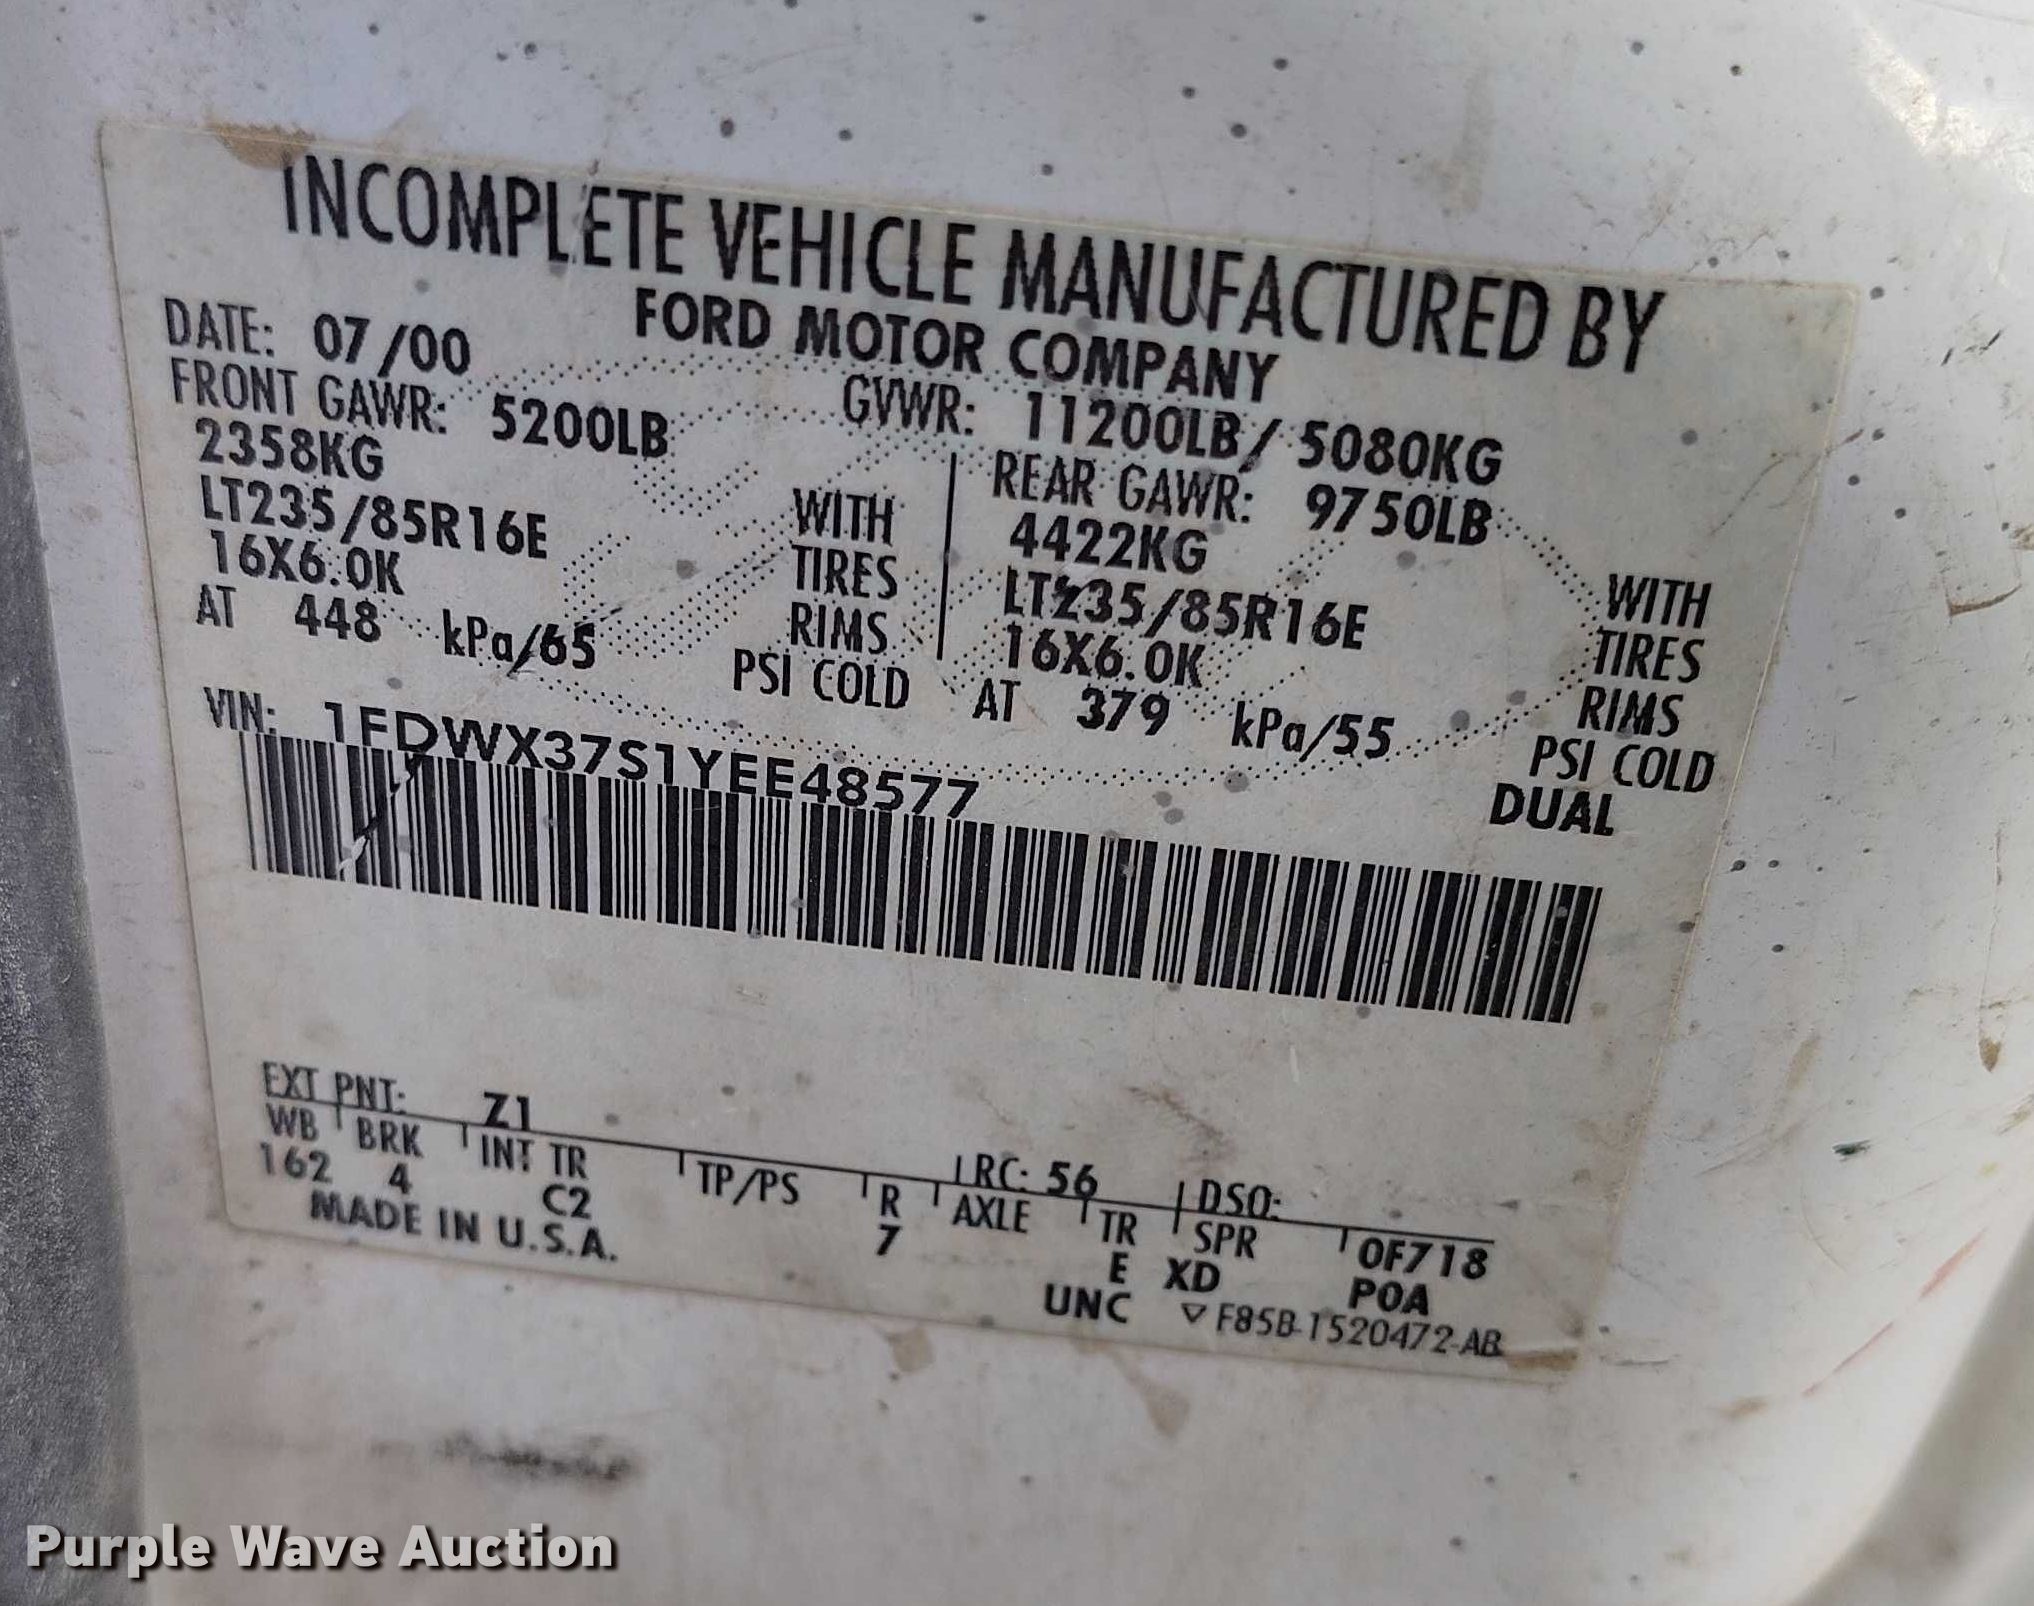 INCOMPLETE VEHICLE MANUFACTURED BY
FORD MOTOR COMPANY
DATE: 07/00
GVWR: 11200LB/ 5080KG
FRONT GAWR: 5200LB
REAR GAWR: 9750LB
2358KG WITH
4422KG WITH
LT235/85R16E TIRES
LT235/85R16E TIRES
16X6.0K RIMS
16X6.0K RIMS
AT 448 kPa/65 PSI COLD
AT 379 kPa/55 PSI COLD
DUAL
VIN: 1FDWX37S1YEE48577
EXT PNT: Z1 RC: 56 DSO:
WB BRK INT TR TP/PS R AXLE TR SPR 0F718
162 4 C2 7 E XD POA
MADE IN U.S.A. UNC ▽ F85B-1520472-AB
Purple Wave Auction